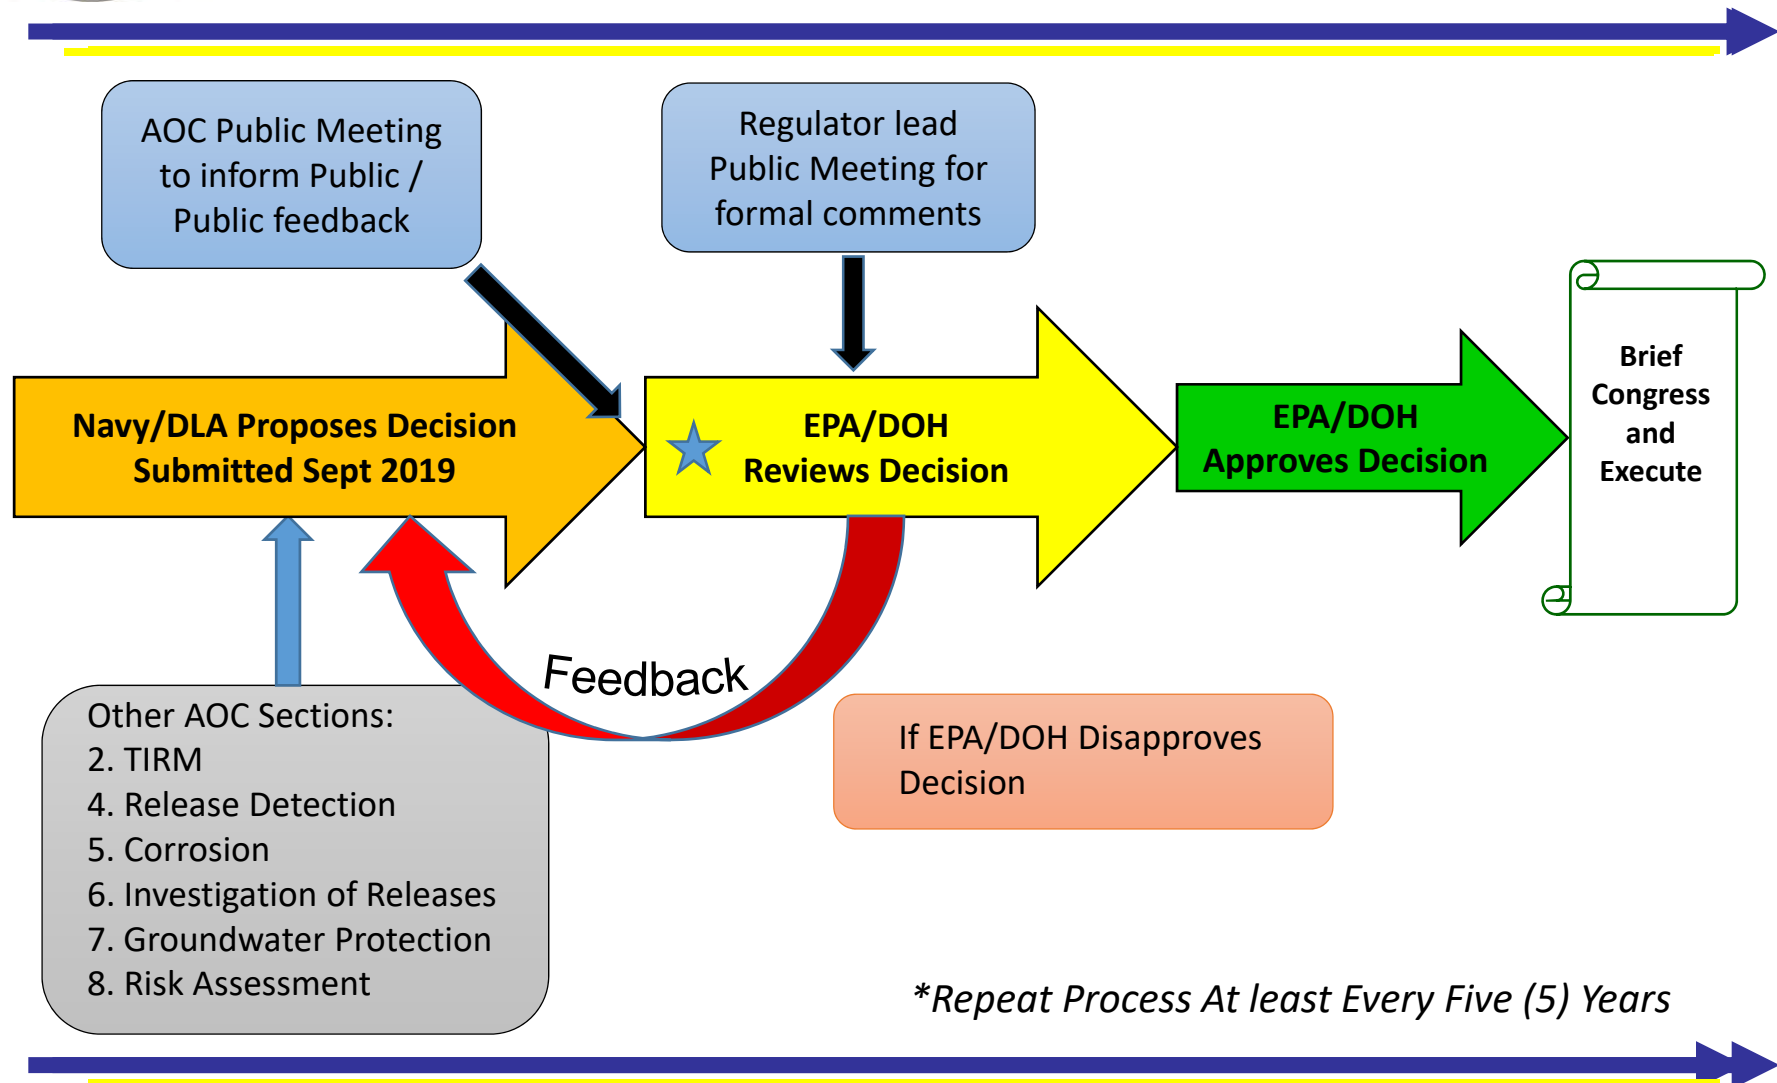 AOC Public Meeting
to inform Public /
Public feedback
Regulator lead
Public Meeting for
formal comments
Navy/DLA Proposes Decision
Submitted Sept 2019
EPA/DOH
Reviews Decision
EPA/DOH
Approves Decision
Brief
Congress
and
Execute
Feedback
If EPA/DOH Disapproves
Decision
Other AOC Sections:
2. TIRM
4. Release Detection
5. Corrosion
6. Investigation of Releases
7. Groundwater Protection
8. Risk Assessment
*Repeat Process At least Every Five (5) Years